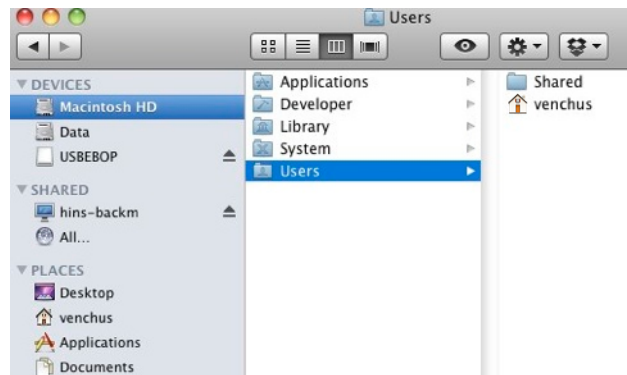 Users
DEVICES
Macintosh HD
Data
USBEBOP
SHARED
hins-backm
All...
PLACES
Desktop
venchus
Applications
Documents
Applications
Developer
Library
System
Users
Shared
venchus